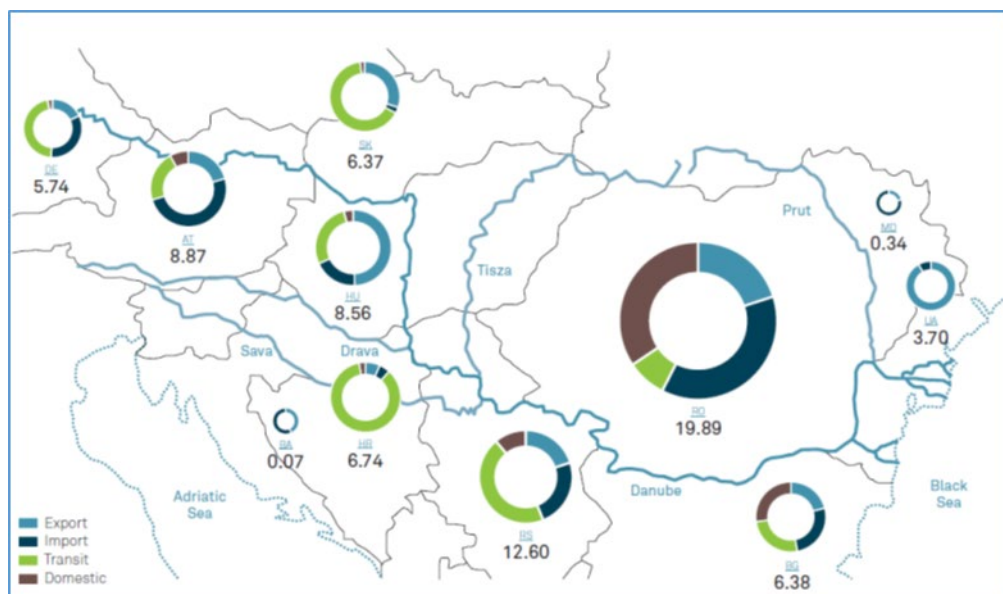 SK
6.37
DE
5.74
AT
8.87
HU
8.56
Tisza
Prut
MD
0.34
UA
3.70
Sava
Drava
BA
0.07
HR
6.74
RO
19.89
RS
12.60
Danube
BG
6.38
Adriatic
Sea
Black
Sea
Export
Import
Transit
Domestic